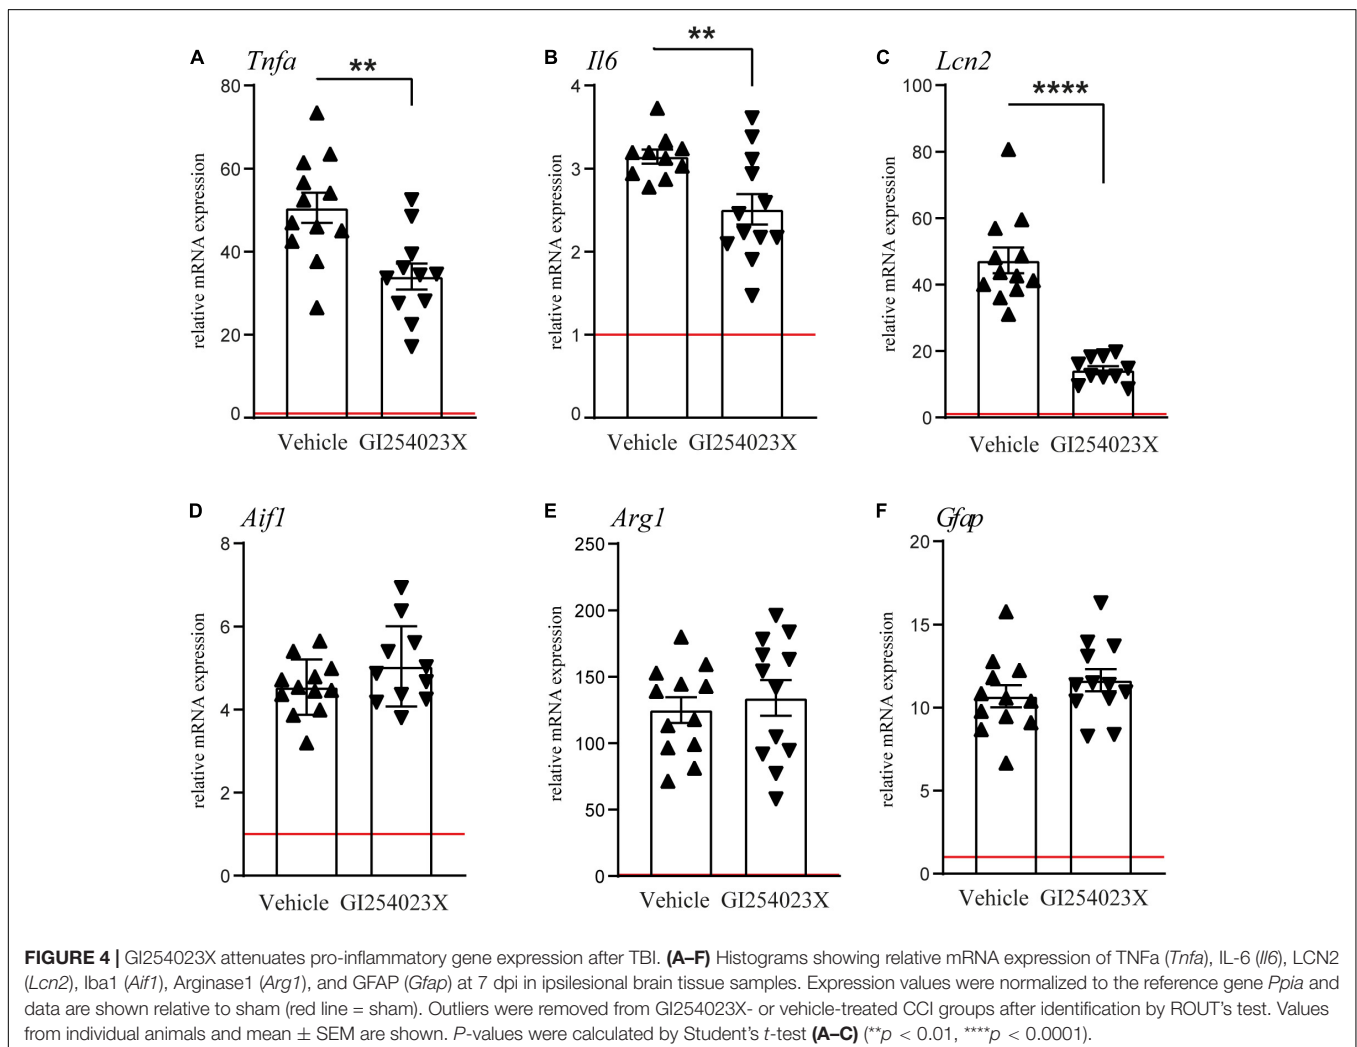 A
Tnfa
**
80
60
40
20
0
relative mRNA expression
Vehicle GI254023X
B
Il6
**
4
3
2
1
0
relative mRNA expression
Vehicle GI254023X
C
Lcn2
****
100
80
60
40
20
0
relative mRNA expression
Vehicle GI254023X
D
Aif1
8
6
4
2
0
relative mRNA expression
Vehicle GI254023X
E
Arg1
250
200
150
100
50
0
relative mRNA expression
Vehicle GI254023X
F
Gfap
20
15
10
5
0
relative mRNA expression
Vehicle GI254023X
FIGURE 4 | GI254023X attenuates pro-inflammatory gene expression after TBI. (A–F) Histograms showing relative mRNA expression of TNFa (Tnfa), IL-6 (Il6), LCN2
(Lcn2), Iba1 (Aif1), Arginase1 (Arg1), and GFAP (Gfap) at 7 dpi in ipsilesional brain tissue samples. Expression values were normalized to the reference gene Ppia and
data are shown relative to sham (red line = sham). Outliers were removed from GI254023X- or vehicle-treated CCI groups after identification by ROUT's test. Values
from individual animals and mean ± SEM are shown. P-values were calculated by Student's t-test (A–C) (**p < 0.01, ****p < 0.0001).